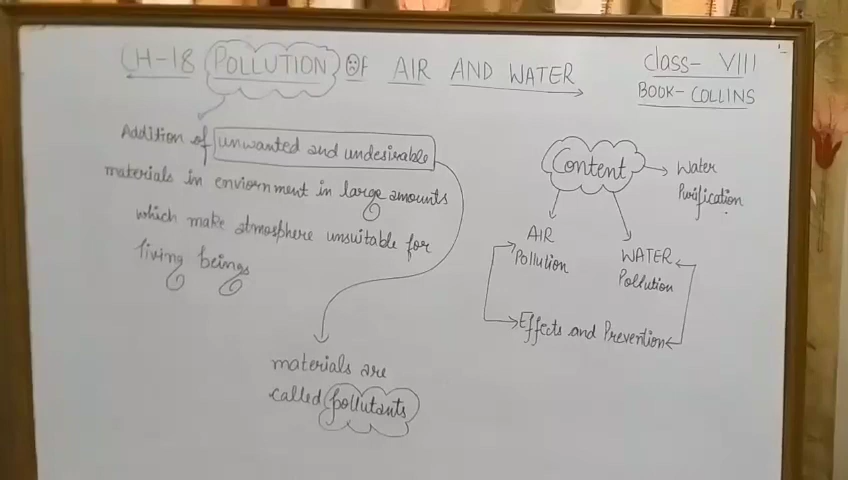 CH-18 POLLUTION OF AIR AND WATER
Class- VIII
BOOK- COLLINS
Addition of unwanted and undesirable
materials in enviornment in large amounts
which make atmosphere unsuitable for
living beings
materials are
called pollutants
Content
Water
Purification
AIR
Pollution
WATER
Pollution
Effects and Prevention